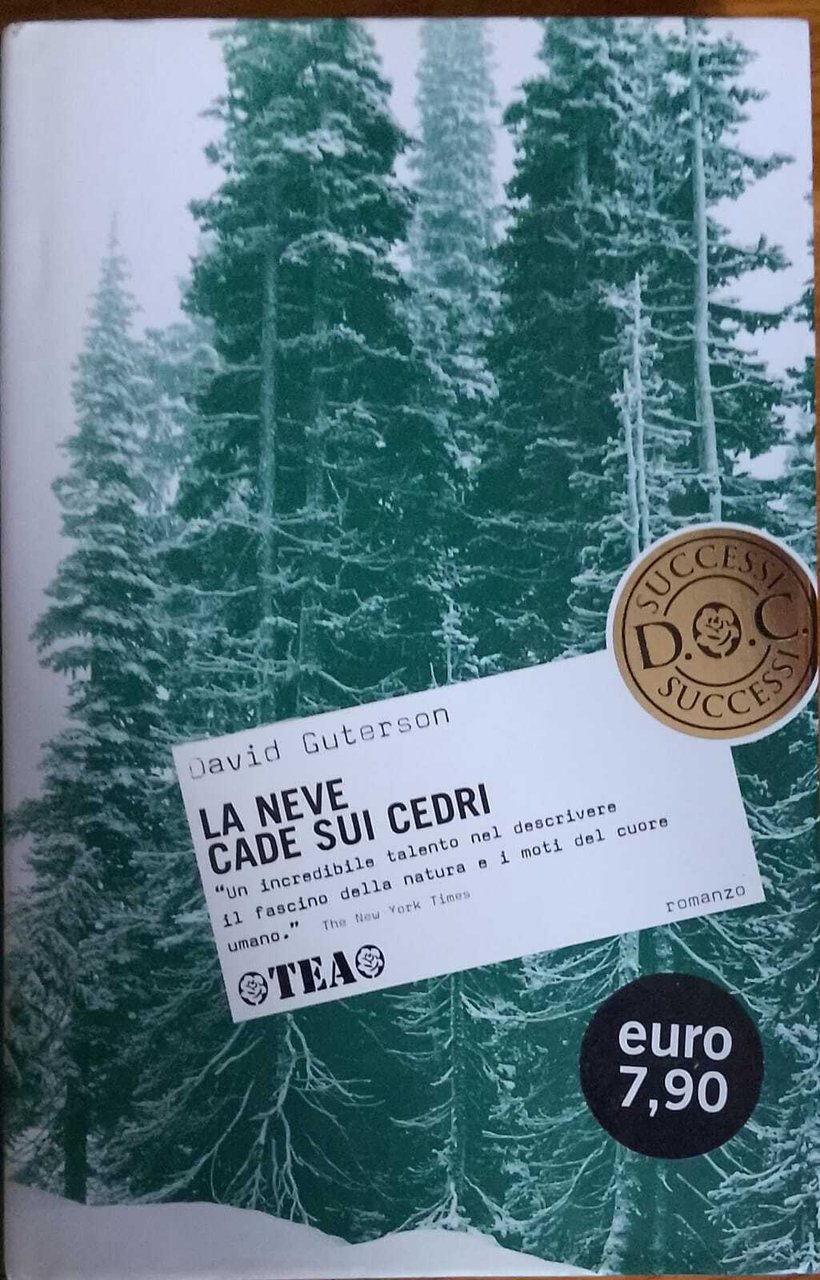 SUCCESSI
D.O.C.
SUCCESSI
David Guterson
LA NEVE
CADE SUI CEDRI
“Un incredibile talento nel descrivere
il fascino della natura e i moti del cuore
umano.” The New York Times
romanzo
TEA
euro
7,90